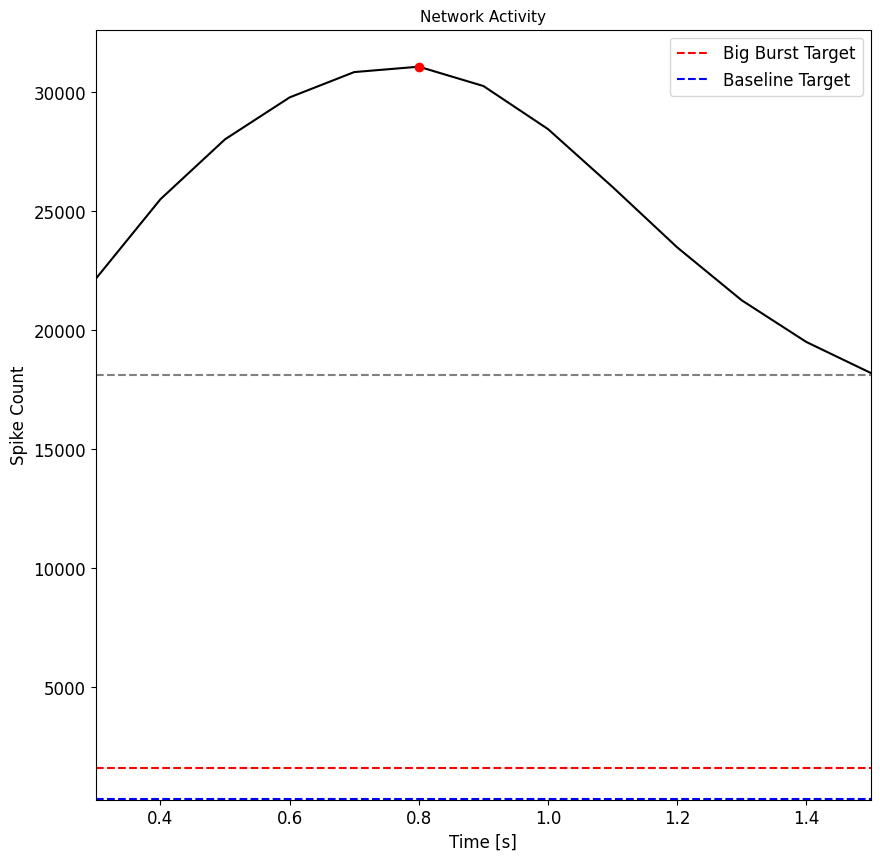 Network Activity
Big Burst Target
Baseline Target
Spike Count
30000
25000
20000
15000
10000
5000
0.4
0.6
0.8
1.0
1.2
1.4
Time [s]